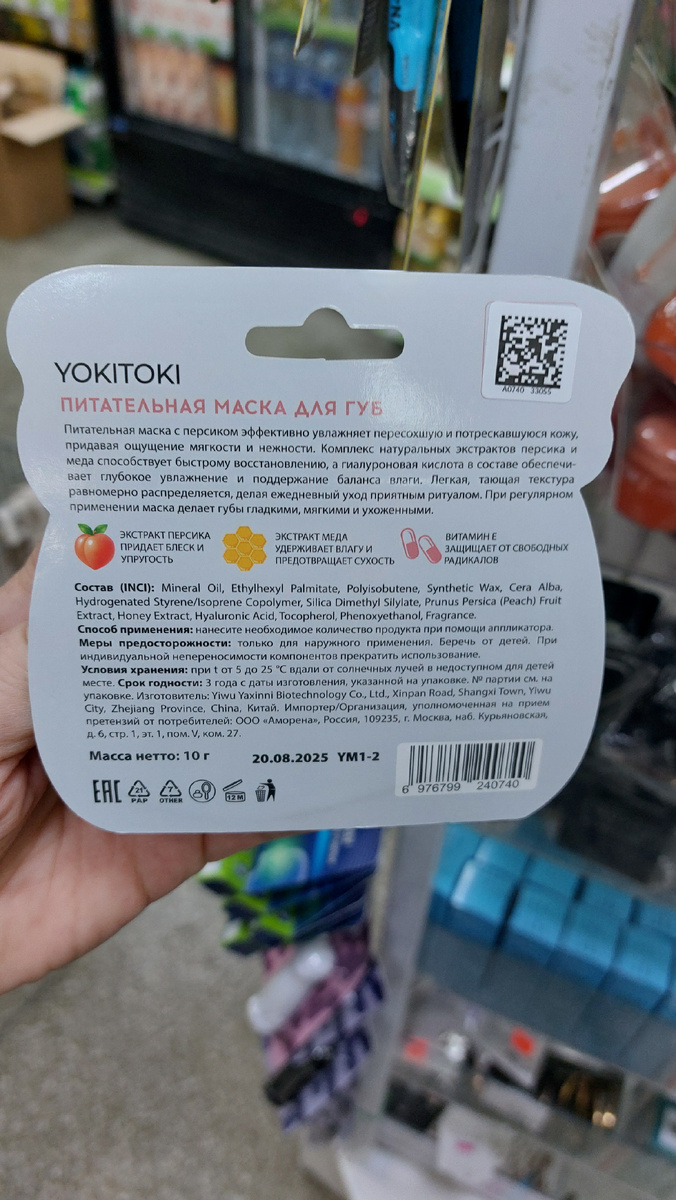 VN-
A0740 33055
YOKITOKI
ПИТАТЕЛЬНАЯ МАСКА ДЛЯ ГУБ
Питательная маска с персиком эффективно увлажняет пересохшую и потрескавшуюся кожу,
придавая ощущение мягкости и нежности. Комплекс натуральных экстрактов персика и
меда способствует быстрому восстановлению, а гиалуроновая кислота в составе обеспечи-
вает глубокое увлажнение и поддержание баланса влаги. Легкая, тающая текстура
равномерно распределяется, делая ежедневный уход приятным ритуалом. При регулярном
применении маска делает губы гладкими, мягкими и ухоженными.
ЭКСТРАКТ ПЕРСИКА
ПРИДАЕТ БЛЕСК И
УПРУГОСТЬ
ЭКСТРАКТ МЕДА
УДЕРЖИВАЕТ ВЛАГУ И
ПРЕДОТВРАЩАЕТ СУХОСТЬ
ВИТАМИН Е
ЗАЩИЩАЕТ ОТ СВОБОДНЫХ
РАДИКАЛОВ
Состав (INCI): Mineral Oil, Ethylhexyl Palmitate, Polyisobutene, Synthetic Wax, Cera Alba,
Hydrogenated Styrene/Isoprene Copolymer, Silica Dimethyl Silylate, Prunus Persica (Peach) Fruit
Extract, Honey Extract, Hyaluronic Acid, Tocopherol, Phenoxyethanol, Fragrance.
Способ применения: нанесите необходимое количество продукта при помощи аппликатора.
Меры предосторожности: только для наружного применения. Беречь от детей. При
индивидуальной непереносимости компонентов прекратить использование.
Условия хранения: при t от 5 до 25 °С вдали от солнечных лучей в недоступном для детей
месте. Срок годности: 3 года с даты изготовления, указанной на упаковке. № партии см. на
упаковке. Изготовитель: Yiwu Yaxinni Biotechnology Co., Ltd., Xinpan Road, Shangxi Town, Yiwu
City, Zhejiang Province, China, Китай. Импортер/Организация, уполномоченная на прием
претензий от потребителей: ООО «Аморена», Россия, 109235, г. Москва, наб. Курьяновская,
д. 6, стр. 1, эт. 1, пом. V, ком. 27.
Масса нетто: 10 г
20.08.2025 YM1-2
6 976799 240740
EAC
21
PAP
7
OTHER
12 M